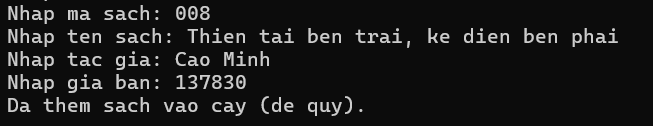 Nhap ma sach: 008
Nhap ten sach: Thien tai ben trai, ke dien ben phai
Nhap tac gia: Cao Minh
Nhap gia ban: 137830
Da them sach vao cay (de quy).